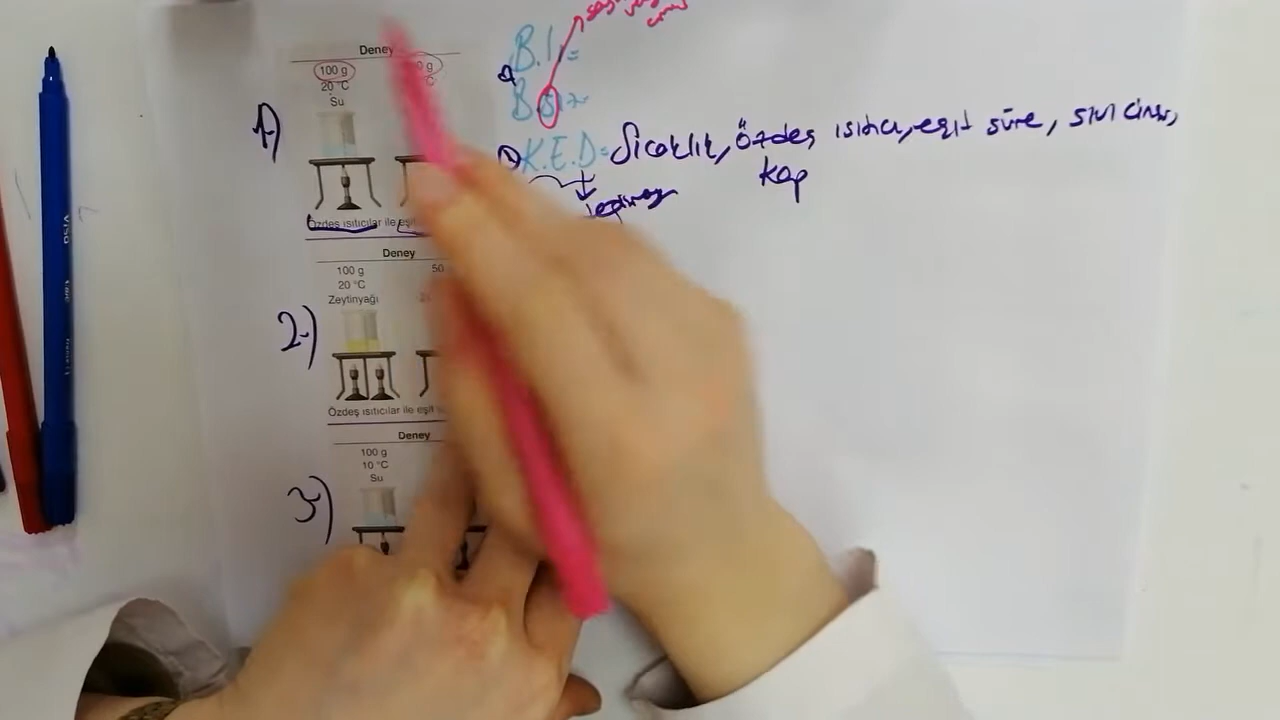 Deney
100 g
20 °C
Su
1)
Özdeş ısıtıcılar ile eşit
Deney
100 g 50
20 °C
Zeytinyağı
2)
Özdeş ısıtıcılar ile eşit
Deney
100 g
10 °C
Su
3)
B.I. =
B.S.İ =
K.E.D = Sıcaklık, özdeş ısıtıcı, eşit süre, sıvı cinsi,
kap